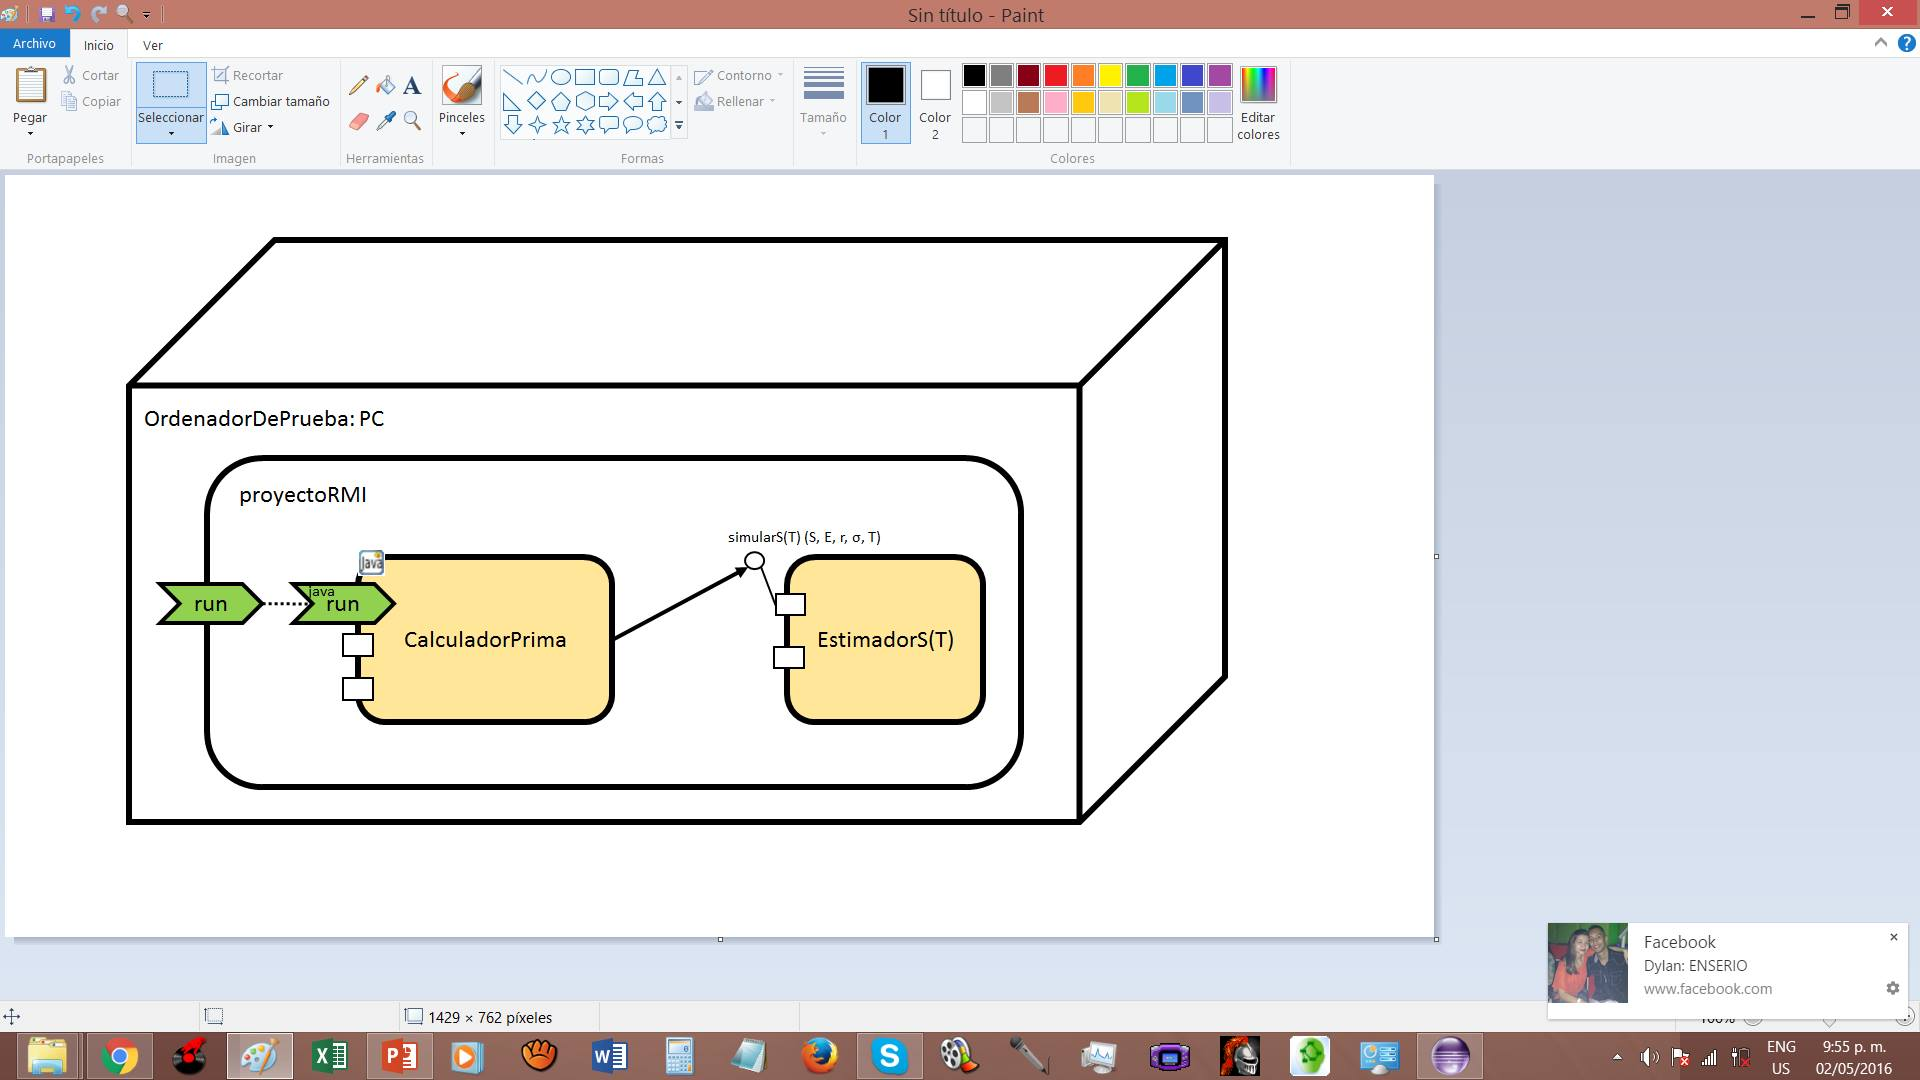 Sin título - Paint
Archivo
Inicio
Ver
Pegar
Cortar
Copiar
Portapapeles
Seleccionar
Recortar
Cambiar tamaño
Girar
Imagen
A
Herramientas
Pinceles
Contorno
Rellenar
Formas
Tamaño
Color
1
Color
2
Editar
colores
Colores
OrdenadorDePrueba: PC
proyectoRMI
simularS(T) (S, E, r, σ, T)
java
java
run
run
CalculadorPrima
EstimadorS(T)
Facebook
Dylan: ENSERIO
www.facebook.com
1429 × 762 píxeles
100%
ENG
US
9:55 p. m.
02/05/2016